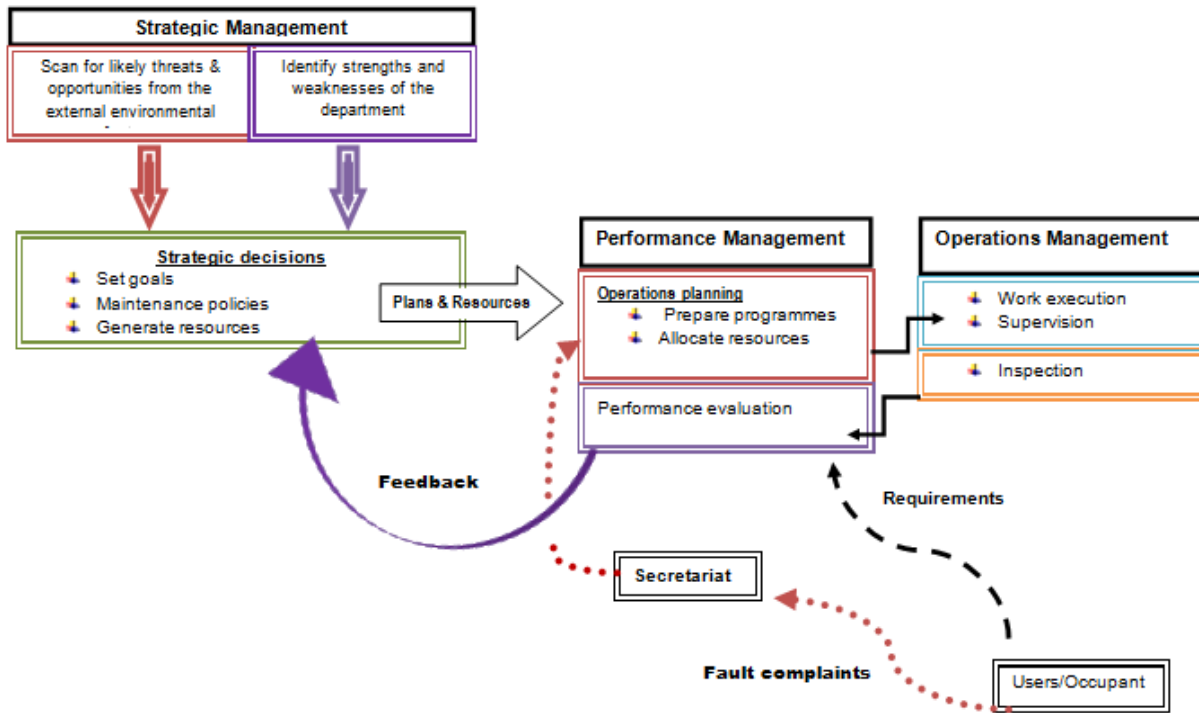 Strategic Management
Scan for likely threats &
opportunities from the
external environmental
Identify strengths and
weaknesses of the
department
Strategic decisions
Set goals
Maintenance policies
Generate resources
Plans & Resources
Performance Management
Operations planning
Prepare programmes
Allocate resources
Performance evaluation
Operations Management
Work execution
Supervision
Inspection
Feedback
Requirements
Secretariat
Fault complaints
Users/Occupant